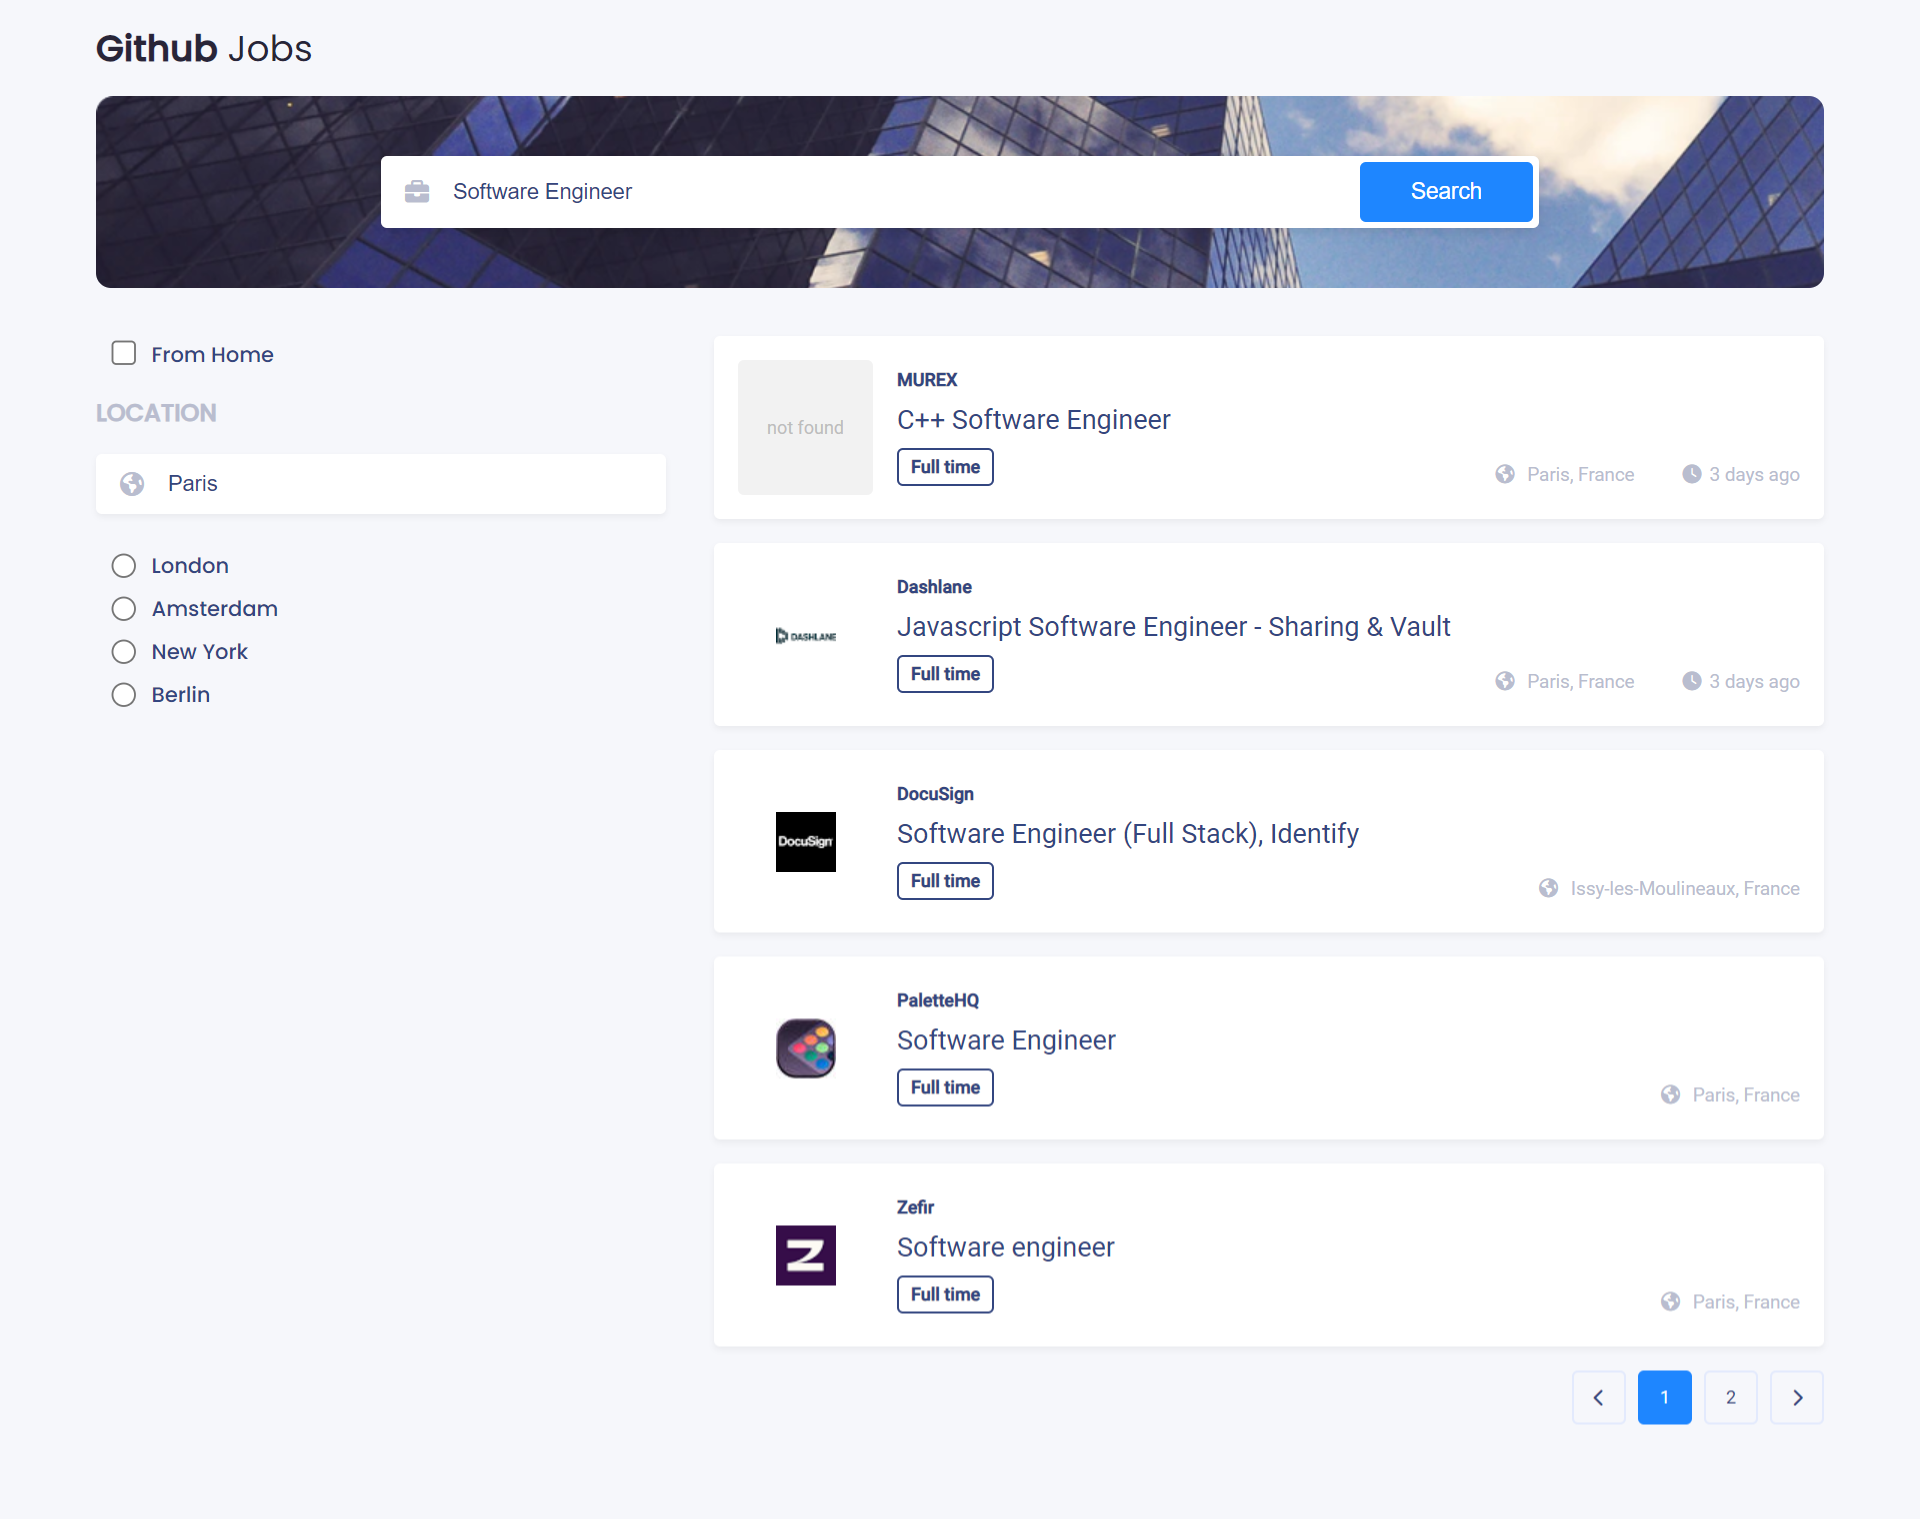 Github Jobs
Software Engineer
Search
From Home
LOCATION
Paris
London
Amsterdam
New York
Berlin
not found
MUREX
C++ Software Engineer
Full time
Paris, France
3 days ago
DASHLANE
Dashlane
Javascript Software Engineer - Sharing & Vault
Full time
Paris, France
3 days ago
DocuSign
DocuSign
Software Engineer (Full Stack), Identify
Full time
Issy-les-Moulineaux, France
PaletteHQ
Software Engineer
Full time
Paris, France
Z
Zefir
Software engineer
Full time
Paris, France
1
2